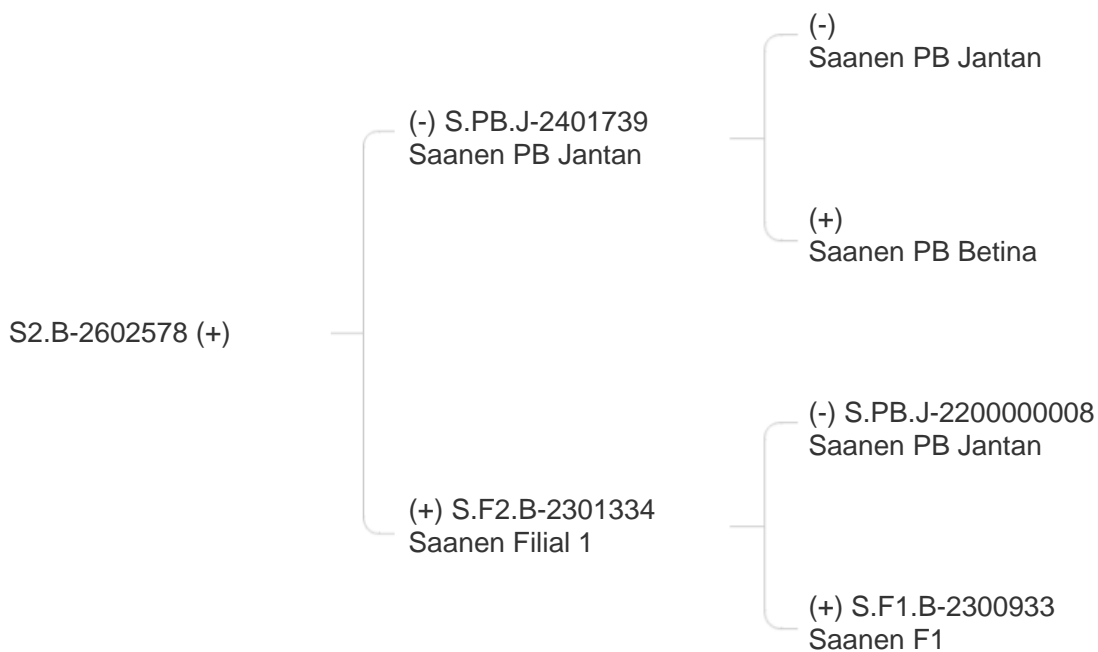 (-)
Saanen PB Jantan
(-) S.PB.J-2401739
Saanen PB Jantan
(+)
Saanen PB Betina
S2.B-2602578 (+)
(-) S.PB.J-2200000008
Saanen PB Jantan
(+) S.F2.B-2301334
Saanen Filial 1
(+) S.F1.B-2300933
Saanen F1